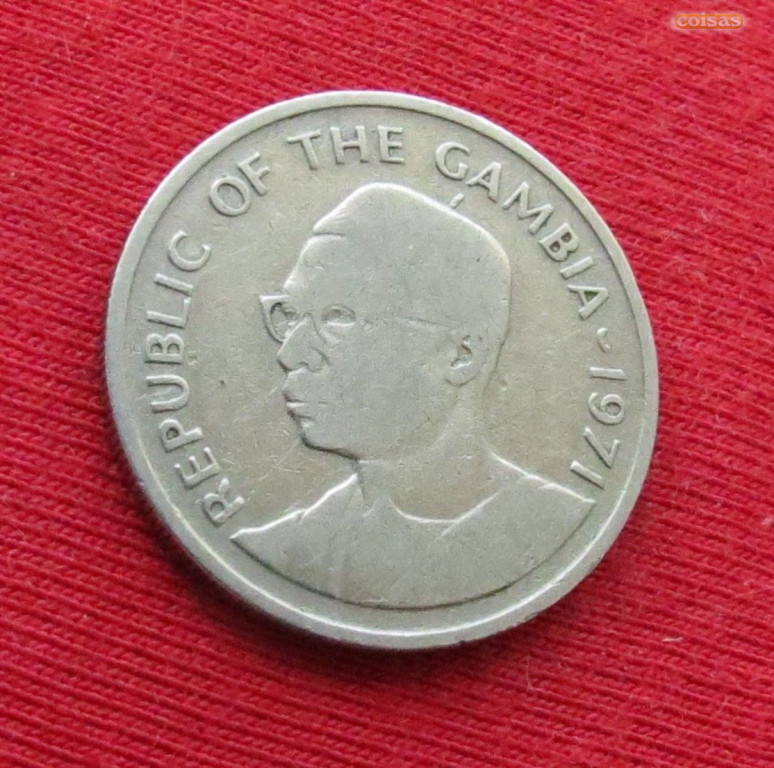 coisas
REPUBLIC OF THE GAMBIA ~ 1971